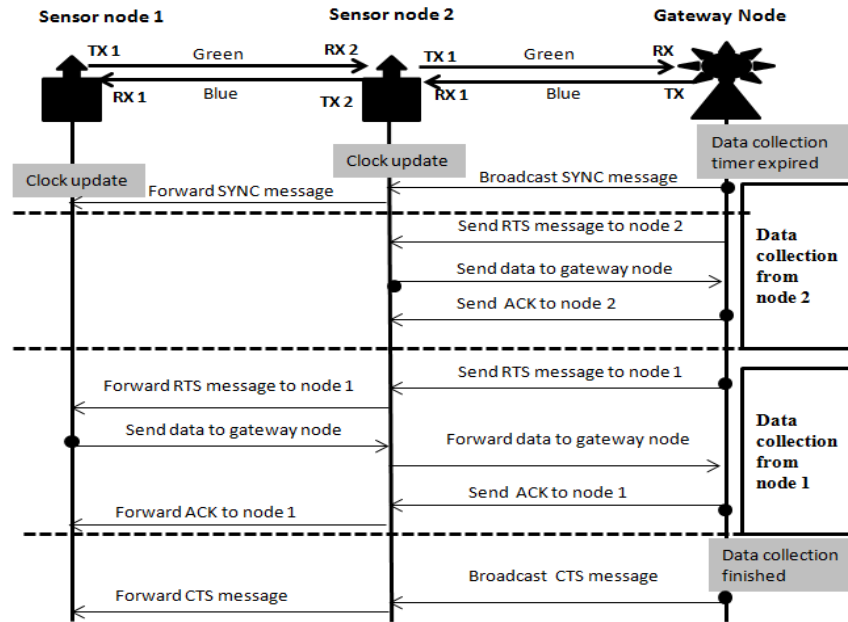 Sensor node 1
Sensor node 2
Gateway Node
TX 1
Green
RX 2
TX 1
Green
RX
RX 1
Blue
TX 2
RX 1
Blue
TX
Data collection
timer expired
Clock update
Clock update
Broadcast SYNC message
Forward SYNC message
Send RTS message to node 2
Send data to gateway node
Send ACK to node 2
Data
collection
from
node 2
Send RTS message to node 1
Forward RTS message to node 1
Send data to gateway node
Forward data to gateway node
Send ACK to node 1
Forward ACK to node 1
Data
collection
from
node 1
Data collection
finished
Broadcast CTS message
Forward CTS message